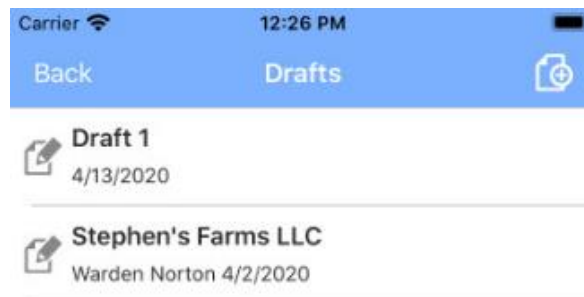 Carrier 12:26 PM
Back Drafts
Draft 1
4/13/2020
Stephen's Farms LLC
Warden Norton 4/2/2020